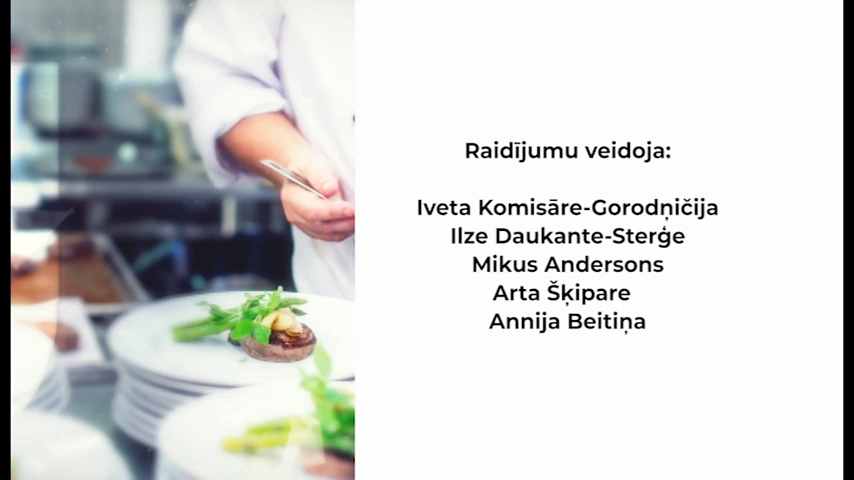 Raidījumu veidoja:
Iveta Komisāre-Gorodņičija
Ilze Daukante-Sterģe
Mikus Andersons
Arta Šķipare
Annija Beitiņa